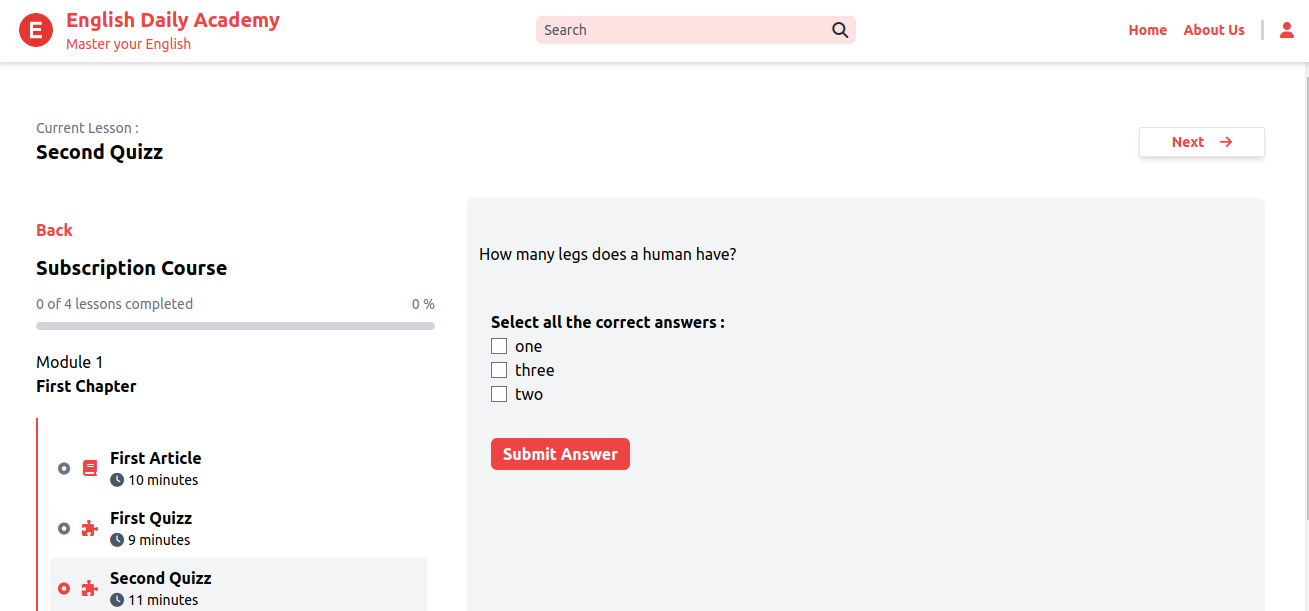 E
English Daily Academy
Master your English
Search
Home
About Us
Current Lesson :
Second Quizz
Next
Back
Subscription Course
0 of 4 lessons completed
0 %
Module 1
First Chapter
First Article
10 minutes
First Quizz
9 minutes
Second Quizz
11 minutes
How many legs does a human have?
Select all the correct answers :
one
three
two
Submit Answer